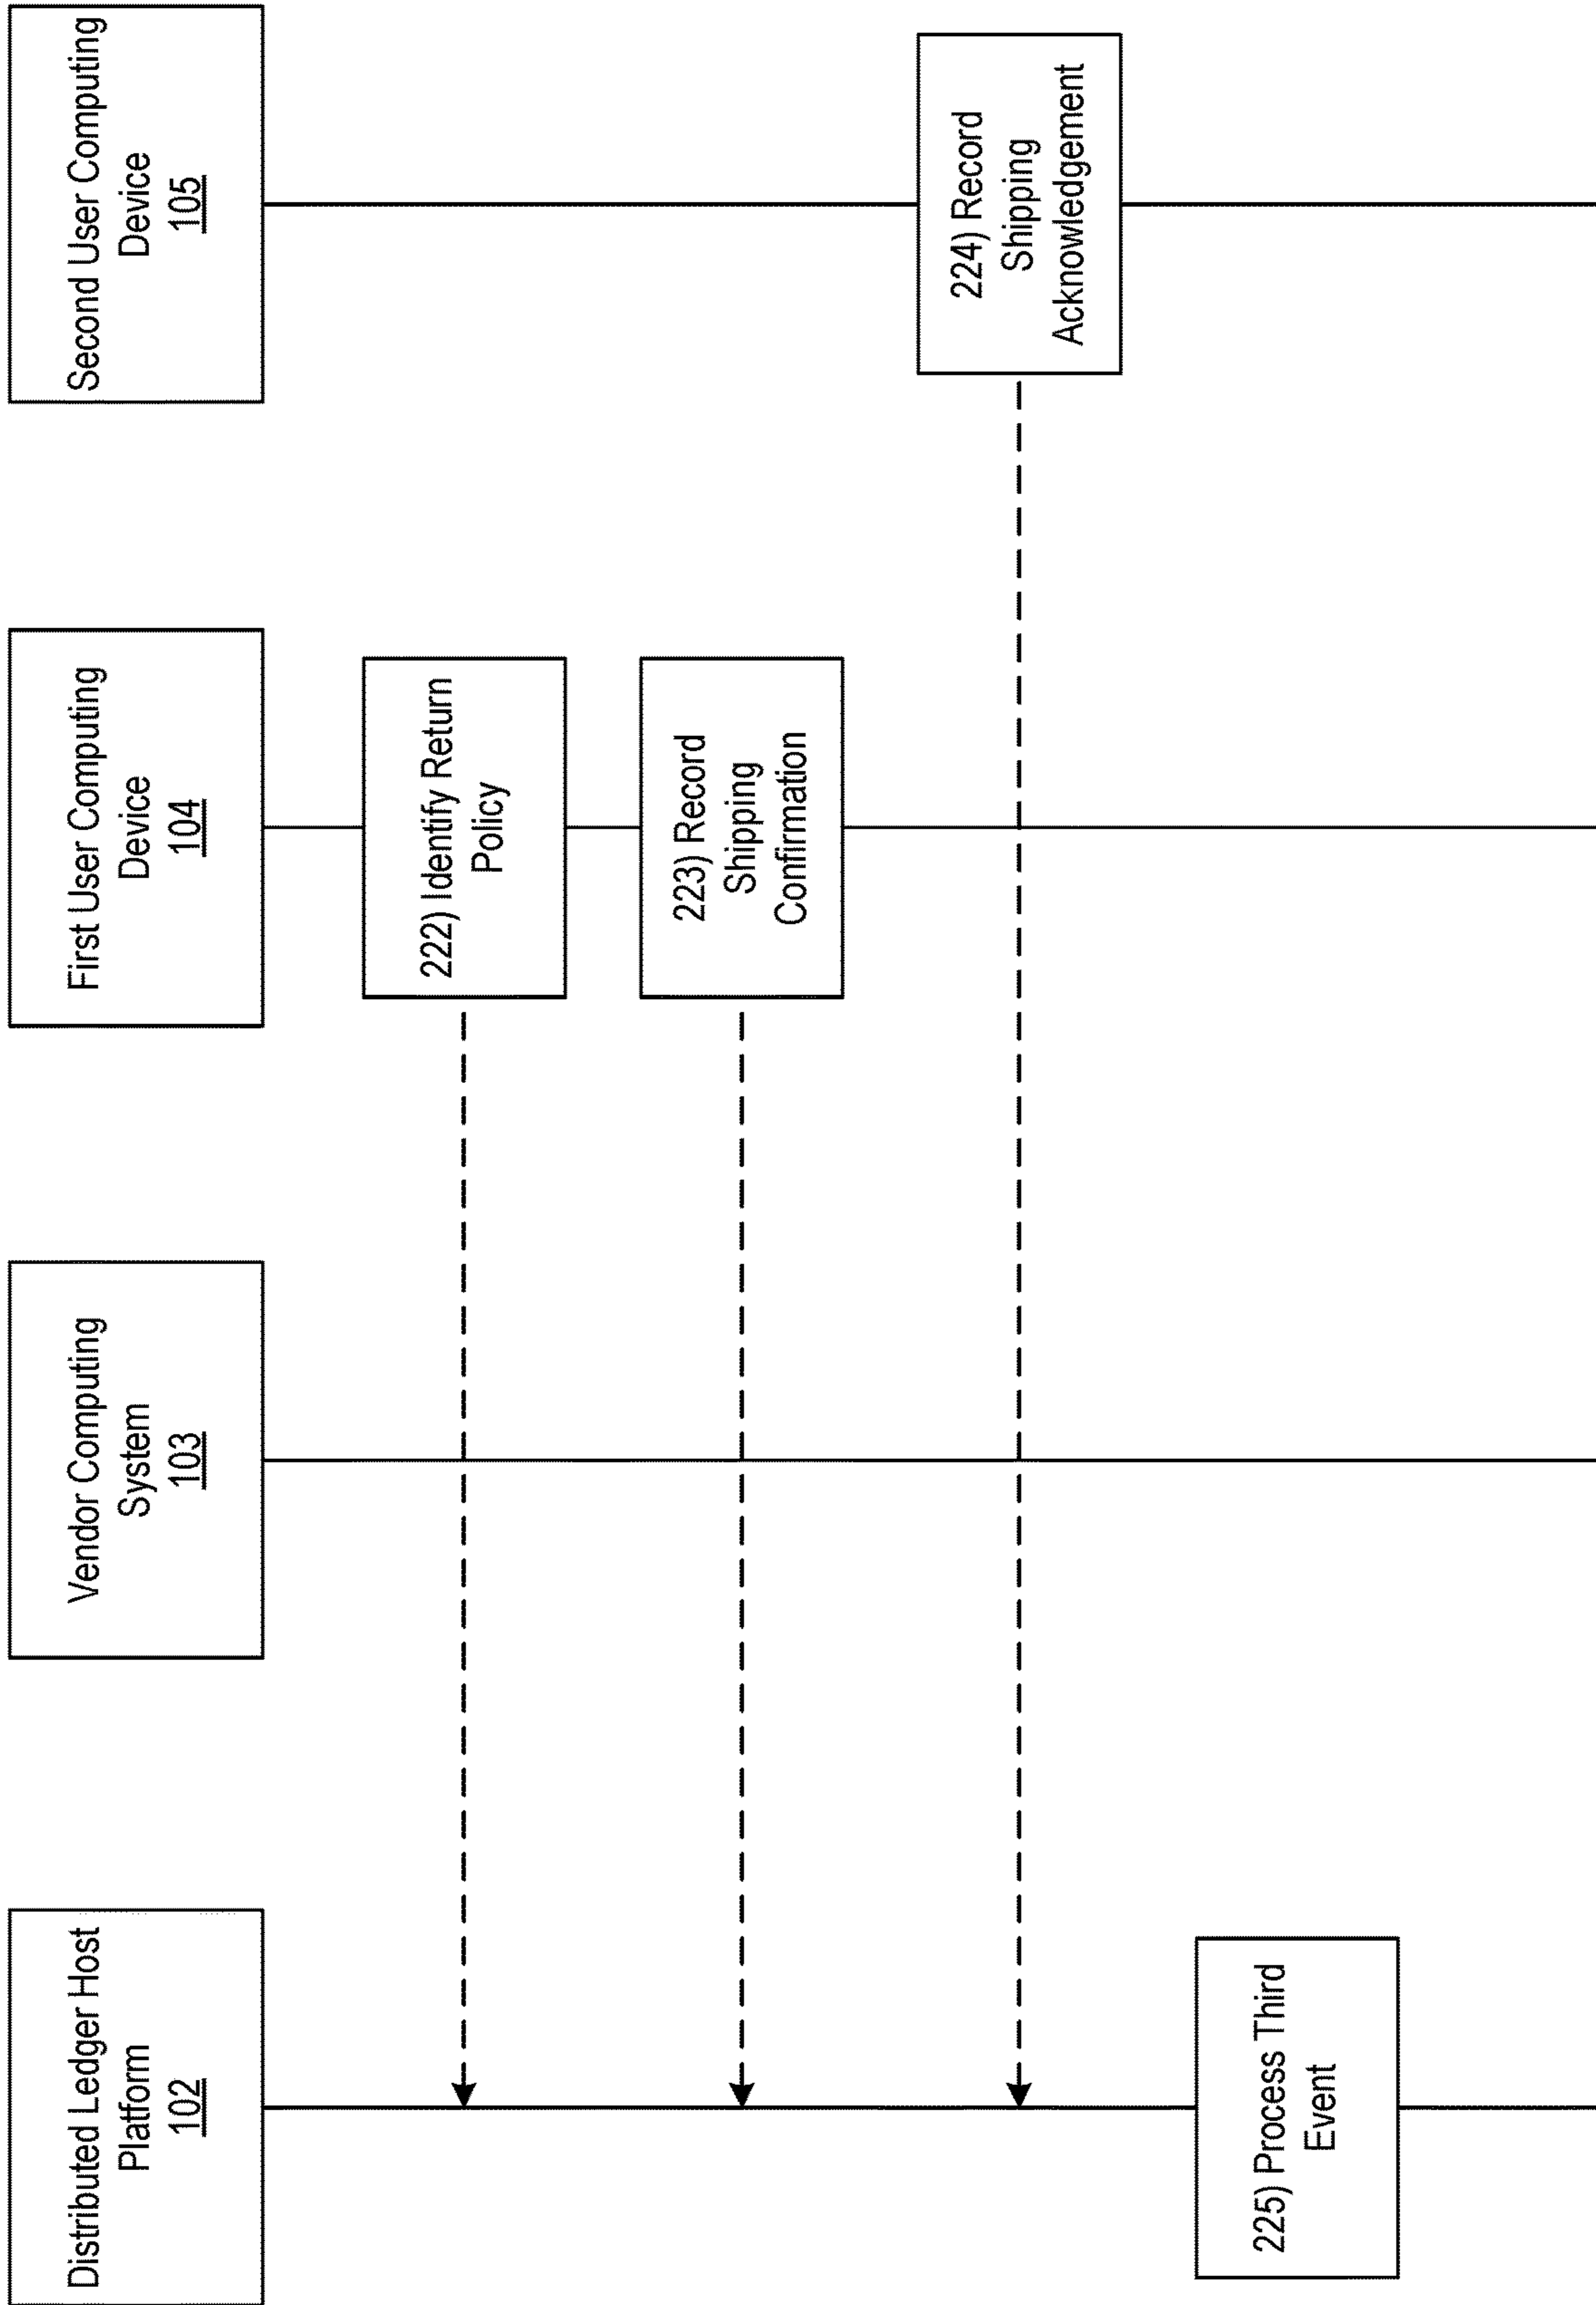 Distributed Ledger Host
Platform
102
Vendor Computing
System
103
First User Computing
Device
104
Second User Computing
Device
105
222) Identify Return
Policy
223) Record
Shipping
Confirmation
224) Record
Shipping
Acknowledgement
225) Process Third
Event